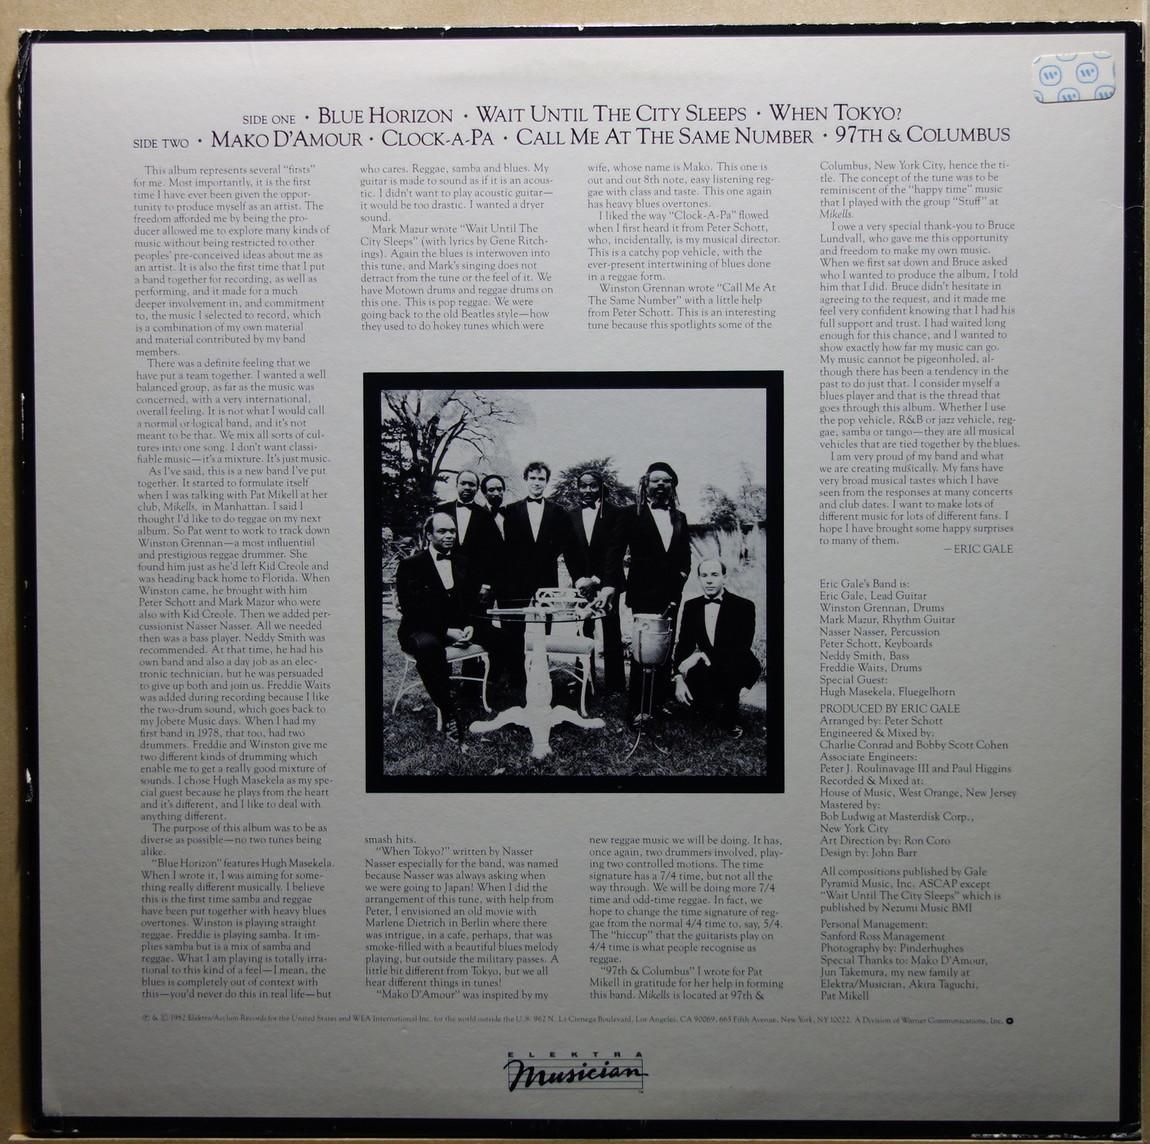 SIDE ONE · BLUE HORIZON · WAIT UNTIL THE CITY SLEEPS · WHEN TOKYO?
SIDE TWO · MAKO D'AMOUR · CLOCK-A-PA · CALL ME AT THE SAME NUMBER · 97TH & COLUMBUS
This album represents several "firsts"
for me. Most importantly, it is the first
time I have ever been given the oppor-
tunity to produce myself as an artist. The
freedom afforded me by being the pro-
ducer allowed me to explore many kinds of
music without being restricted to other
peoples' pre-conceived ideas about me as
an artist. It is also the first time that I put
a band together for recording, as well as
performing, and it made for a much
deeper involvement in, and commitment
to, the music I selected to record, which
is a combination of my own material
and material contributed by my band
members.
There was a definite feeling that we
have put a team together. I wanted a well
balanced group, as far as the music was
concerned, with a very international,
overall feeling. It is not what I would call
a normal or logical band, and it's not
meant to be that. We mix all sorts of cul-
tures into one song. I don't want classi-
fiable music—it's a mixture. It's just music.
As I've said, this is a new band I've put
together. It started to formulate itself
when I was talking with Pat Mikell at her
club, Mikells, in Manhattan. I said I
thought I'd like to do reggae on my next
album. So Pat went to work to track down
Winston Grennan—a most influential
and prestigious reggae drummer. She
found him just as he'd left Kid Creole and
was heading back home to Florida. When
Winston came, he brought with him
Peter Schott and Mark Mazur who were
also with Kid Creole. Then we added per-
cussionist Nasser Nasser. All we needed
then was a bass player. Neddy Smith was
recommended. At that time, he had his
own band and also a day job as an elec-
tronic technician, but he was persuaded
to give up both and join us. Freddie Waits
was added during recording because I like
the two-drum sound, which goes back to
my Jobete Music days. When I had my
first band in 1978, that too, had two
drummers. Freddie and Winston give me
two different kinds of drumming which
enable me to get a really good mixture of
sounds. I chose Hugh Masekela as my spe-
cial guest because he plays from the heart
and it's different, and I like to deal with
anything different.
The purpose of this album was to be as
diverse as possible—no two tunes being
alike.
"Blue Horizon" features Hugh Masekela.
When I wrote it, I was aiming for some-
thing really different musically. I believe
this is the first time samba and reggae
have been put together with heavy blues
overtones. Winston is playing straight
reggae. Freddie is playing samba. It im-
plies samba but is a mix of samba and
reggae. What I am playing is totally irra-
tional to this kind of a feel—I mean, the
blues is completely out of context with
this—you'd never do this in real life—but
who cares. Reggae, samba and blues. My
guitar is made to sound as if it is an acous-
tic. I didn't want to play acoustic guitar—
it would be too drastic. I wanted a dryer
sound.
Mark Mazur wrote "Wait Until The
City Sleeps" (with lyrics by Gene Ritch-
ings). Again the blues is interwoven into
this tune, and Mark's singing does not
detract from the tune or the feel of it. We
have Motown drums and reggae drums on
this one. This is pop reggae. We were
going back to the old Beatles style—how
they used to do hokey tunes which were
smash hits.
"When Tokyo?" written by Nasser
Nasser especially for the band, was named
because Nasser was always asking when
we were going to Japan! When I did the
arrangement of this tune, with help from
Peter, I envisioned an old movie with
Marlene Dietrich in Berlin where there
was intrigue, in a cafe, perhaps, that was
smoke-filled with a beautiful blues melody
playing, but outside the military passes. A
little bit different from Tokyo, but we all
hear different things in tunes!
"Mako D'Amour" was inspired by my
wife, whose name is Mako. This one is
out and out 8th note, easy listening reg-
gae with class and taste. This one again
has heavy blues overtones.
I liked the way "Clock-A-Pa" flowed
when I first heard it from Peter Schott,
who, incidentally, is my musical director.
This is a catchy pop vehicle, with the
ever-present intertwining of blues done
in a reggae form.
Winston Grennan wrote "Call Me At
The Same Number" with a little help
from Peter Schott. This is an interesting
tune because this spotlights some of the
new reggae music we will be doing. It has,
once again, two drummers involved, play-
ing two controlled motions. The time
signature has a 7/4 time, but not all the
way through. We will be doing more 7/4
time and odd-time reggae. In fact, we
hope to change the time signature of reg-
gae from the normal 4/4 time to, say, 5/4.
The "hiccup" that the guitarists play on
4/4 time is what people recognise as
reggae.
"97th & Columbus" I wrote for Pat
Mikell in gratitude for her help in forming
this band. Mikells is located at 97th &
Columbus, New York City, hence the ti-
tle. The concept of the tune was to be
reminiscent of the "happy time" music
that I played with the group "Stuff" at
Mikells.
I owe a very special thank-you to Bruce
Lundvall, who gave me this opportunity
and freedom to make my own music.
When we first sat down and Bruce asked
who I wanted to produce the album, I told
him that I did. Bruce didn't hesitate in
agreeing to the request, and it made me
feel very confident knowing that I had his
full support and trust. I had waited long
enough for this chance, and I wanted to
show exactly how far my music can go.
My music cannot be pigeonholed, al-
though there has been a tendency in the
past to do just that. I consider myself a
blues player and that is the thread that
goes through this album. Whether I use
the pop vehicle, R&B or jazz vehicle, reg-
gae, samba or tango—they are all musical
vehicles that are tied together by the blues.
I am very proud of my band and what
we are creating musically. My fans have
very broad musical tastes which I have
seen from the responses at many concerts
and club dates. I want to make lots of
different music for lots of different fans. I
hope I have brought some happy surprises
to many of them.
— ERIC GALE
Eric Gale's Band is:
Eric Gale, Lead Guitar
Winston Grennan, Drums
Mark Mazur, Rhythm Guitar
Nasser Nasser, Percussion
Peter Schott, Keyboards
Neddy Smith, Bass
Freddie Waits, Drums
Special Guest:
Hugh Masekela, Fluegelhorn
PRODUCED BY ERIC GALE
Arranged by: Peter Schott
Engineered & Mixed by:
Charlie Conrad and Bobby Scott Cohen
Associate Engineers:
Peter J. Roulinavage III and Paul Higgins
Recorded & Mixed at:
House of Music, West Orange, New Jersey
Mastered by:
Bob Ludwig at Masterdisk Corp.,
New York City
Art Direction by: Ron Coro
Design by: John Barr
All compositions published by Gale
Pyramid Music, Inc. ASCAP except
"Wait Until The City Sleeps" which is
published by Nezumi Music BMI
Personal Management:
Sanford Ross Management
Photography by: Pinderhughes
Special Thanks to: Mako D'Amour,
Jun Takemura, my new family at
Elektra/Musician, Akira Taguchi,
Pat Mikell
℗ & © 1982 Elektra/Asylum Records for the United States and WEA International Inc. for the world outside the U.S. 962 N. La Cienega Boulevard, Los Angeles, CA 90069. 665 Fifth Avenue, New York, NY 10022. A Division of Warner Communications, Inc.
ELEKTRA
Musician